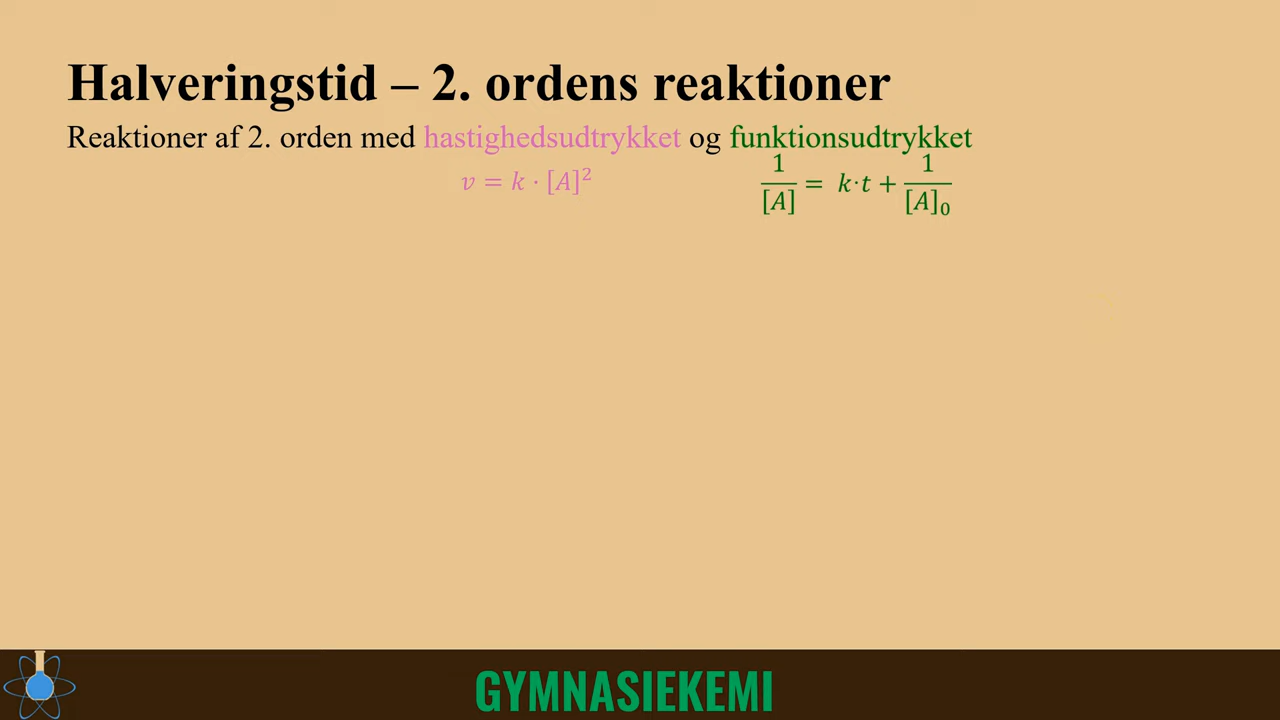 Halveringstid – 2. ordens reaktioner
Reaktioner af 2. orden med hastighedsudtrykket og funktionsudtrykket
v = k · [A]² 1/[A] = k·t + 1/[A]₀
GYMNASIEKEMI